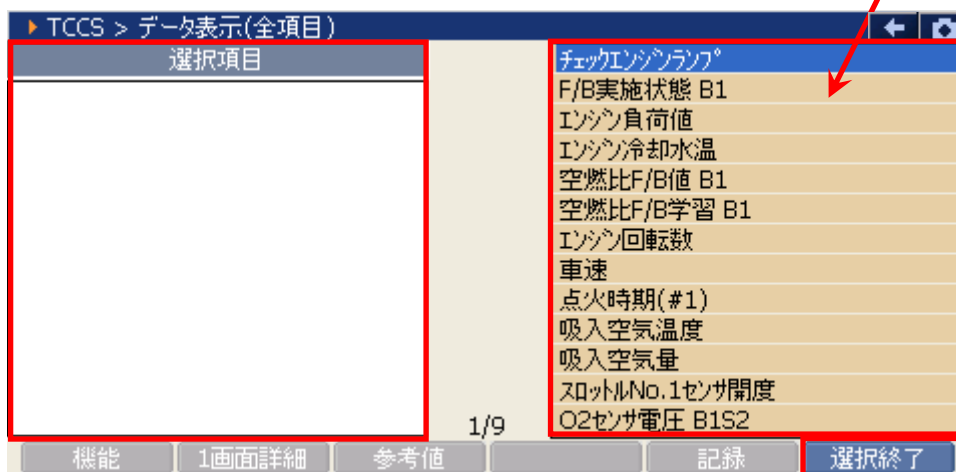 TCCS > データ表示(全項目)
選択項目
ﾁｪｯｸｴﾝｼﾞﾝﾗﾝﾌﾟ
F/B実施状態 B1
ｴﾝｼﾞﾝ負荷値
ｴﾝｼﾞﾝ冷却水温
空燃比F/B値 B1
空燃比F/B学習 B1
ｴﾝｼﾞﾝ回転数
車速
点火時期(#1)
吸入空気温度
吸入空気量
ｽﾛｯﾄﾙNo.1ｾﾝｻ開度
O2ｾﾝｻ電圧 B1S2
1/9
機能 1画面詳細 参考値 記録 選択終了